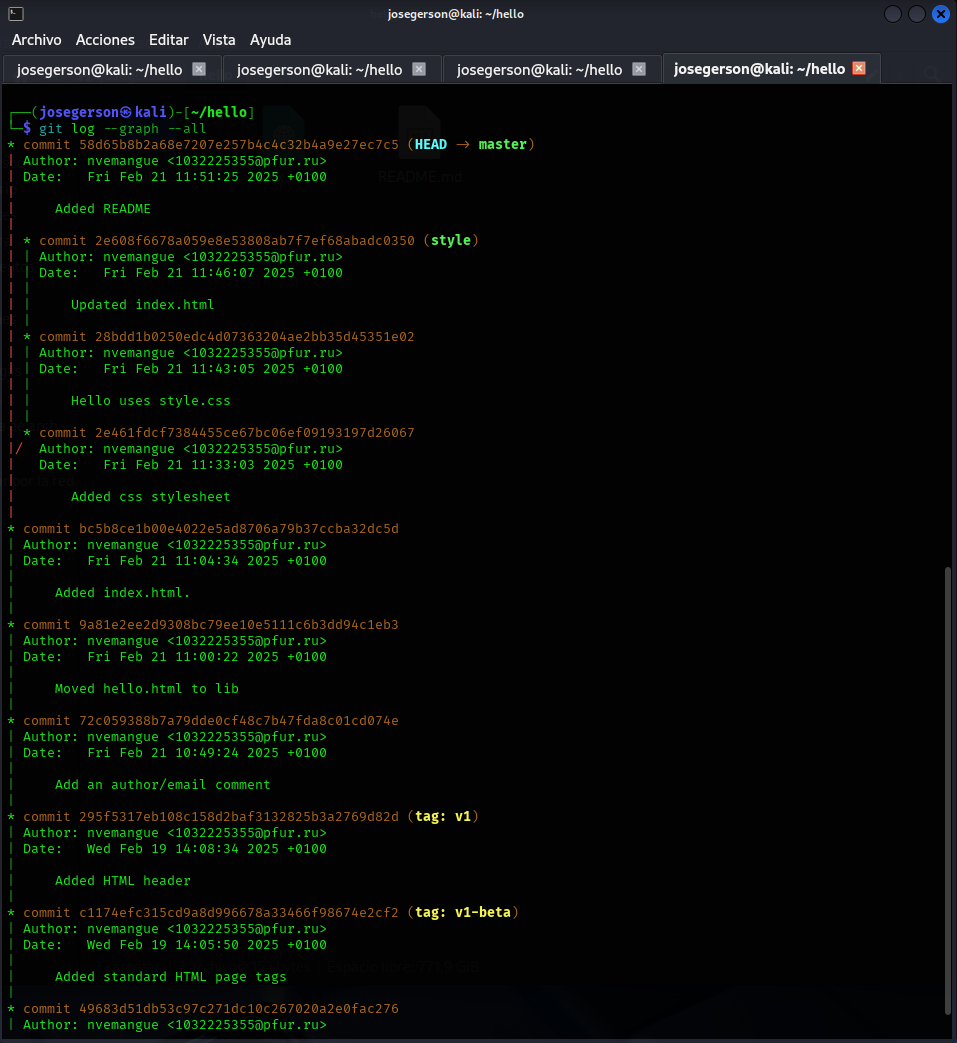 josegerson@kali: ~/hello
Archivo Acciones Editar Vista Ayuda
josegerson@kali: ~/hello josegerson@kali: ~/hello josegerson@kali: ~/hello josegerson@kali: ~/hello
┌──(josegerson㉿kali)-[~/hello]
└─$ git log --graph --all
* commit 58d65b8b2a68e7207e257b4c4c32b4a9e27ec7c5 (HEAD → master)
| Author: nvemangue <1032225355@pfur.ru>
| Date:   Fri Feb 21 11:51:25 2025 +0100
|
|     Added README
|
| * commit 2e608f6678a059e8e53808ab7f7ef68abadc0350 (style)
| | Author: nvemangue <1032225355@pfur.ru>
| | Date:   Fri Feb 21 11:46:07 2025 +0100
| |
| |     Updated index.html
| |
| * commit 28bdd1b0250edc4d07363204ae2bb35d45351e02
| | Author: nvemangue <1032225355@pfur.ru>
| | Date:   Fri Feb 21 11:43:05 2025 +0100
| |
| |     Hello uses style.css
| |
| * commit 2e461fdcf7384455ce67bc06ef09193197d26067
|/  Author: nvemangue <1032225355@pfur.ru>
|   Date:   Fri Feb 21 11:33:03 2025 +0100
|
|       Added css stylesheet
|
* commit bc5b8ce1b00e4022e5ad8706a79b37ccba32dc5d
| Author: nvemangue <1032225355@pfur.ru>
| Date:   Fri Feb 21 11:04:34 2025 +0100
|
|     Added index.html.
|
* commit 9a81e2ee2d9308bc79ee10e5111c6b3dd94c1eb3
| Author: nvemangue <1032225355@pfur.ru>
| Date:   Fri Feb 21 11:00:22 2025 +0100
|
|     Moved hello.html to lib
|
* commit 72c059388b7a79dde0cf48c7b47fda8c01cd074e
| Author: nvemangue <1032225355@pfur.ru>
| Date:   Fri Feb 21 10:49:24 2025 +0100
|
|     Add an author/email comment
|
* commit 295f5317eb108c158d2baf3132825b3a2769d82d (tag: v1)
| Author: nvemangue <1032225355@pfur.ru>
| Date:   Wed Feb 19 14:08:34 2025 +0100
|
|     Added HTML header
|
* commit c1174efc315cd9a8d996678a33466f98674e2cf2 (tag: v1-beta)
| Author: nvemangue <1032225355@pfur.ru>
| Date:   Wed Feb 19 14:05:50 2025 +0100
|
|     Added standard HTML page tags
|
* commit 49683d51db53c97c271dc10c267020a2e0fac276
| Author: nvemangue <1032225355@pfur.ru>
README.md